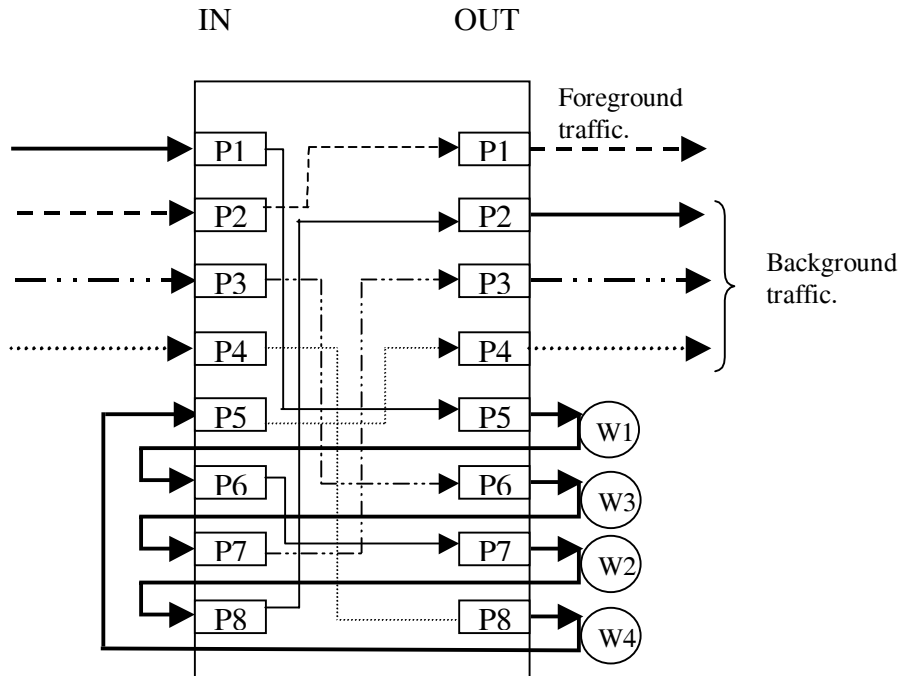 IN OUT
Foreground
traffic.
P1 P1
P2 P2
P3 P3
Background
traffic.
P4 P4
P5 P5
W1
P6 P6
W3
P7 P7
W2
P8 P8
W4